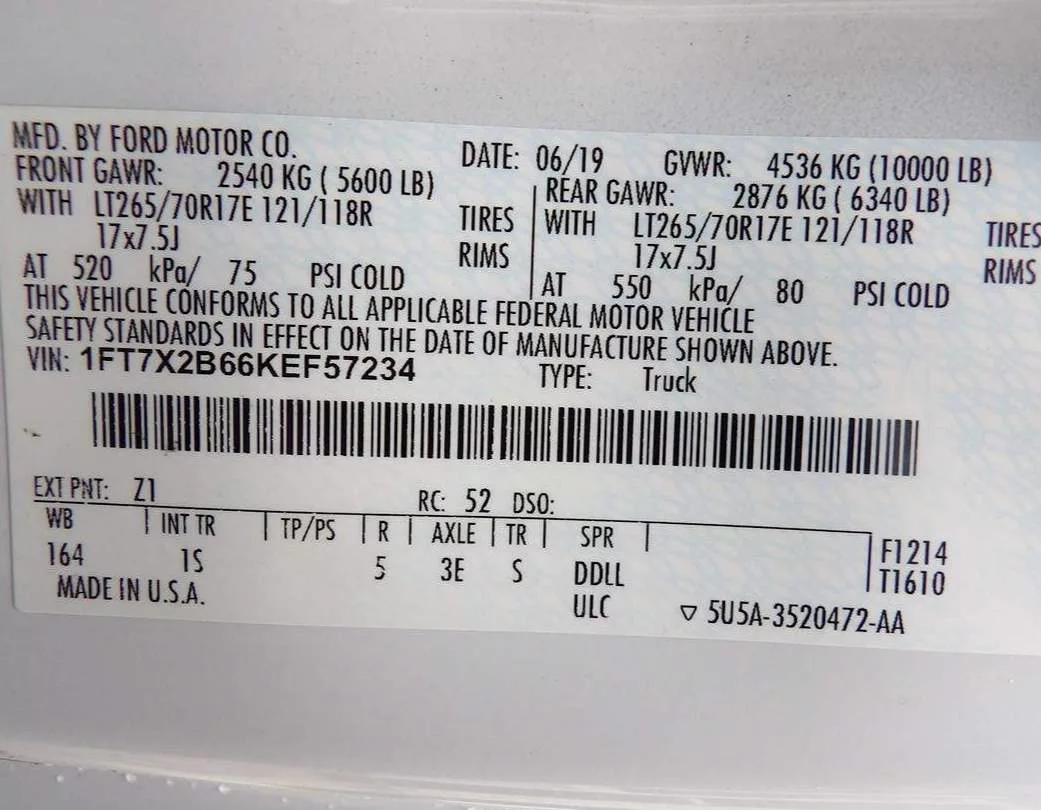 MFD. BY FORD MOTOR CO.
DATE: 06/19 GVWR: 4536 KG (10000 LB)
FRONT GAWR: 2540 KG ( 5600 LB)
REAR GAWR: 2876 KG ( 6340 LB)
WITH LT265/70R17E 121/118R TIRES
WITH LT265/70R17E 121/118R TIRES
17x7.5J RIMS
17x7.5J RIMS
AT 520 kPa/ 75 PSI COLD
AT 550 kPa/ 80 PSI COLD
THIS VEHICLE CONFORMS TO ALL APPLICABLE FEDERAL MOTOR VEHICLE
SAFETY STANDARDS IN EFFECT ON THE DATE OF MANUFACTURE SHOWN ABOVE.
VIN: 1FT7X2B66KEF57234 TYPE: Truck
EXT PNT: Z1 RC: 52 DSO:
WB INT TR TP/PS R AXLE TR SPR
164 1S 5 3E S DDLL
F1214
T1610
MADE IN U.S.A. ULC ▽ 5U5A-3520472-AA